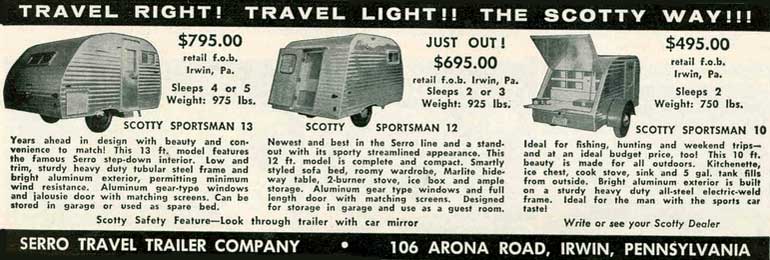 TRAVEL RIGHT! TRAVEL LIGHT!! THE SCOTTY WAY!!!
$795.00
retail f.o.b.
Irwin, Pa.
Sleeps 4 or 5
Weight: 975 lbs.
SCOTTY SPORTSMAN 13
Years ahead in design with beauty and con-
venience to match! This 13 ft. model features
the famous Serro step-down interior. Low and
trim, sturdy heavy duty tubular steel frame and
bright aluminum exterior, permitting minimum
wind resistance. Aluminum gear-type windows
and jalousie door with matching screens. Can be
stored in garage or used as spare bed.
JUST OUT!
$695.00
retail f.o.b.
Irwin, Pa.
Sleeps 2 or 3
Weight: 925 lbs.
SCOTTY SPORTSMAN 12
Newest and best in the Serro line and a stand-
out with its sporty streamlined appearance. This
12 ft. model is complete and compact. Smartly
styled sofa bed, roomy wardrobe, Marlite hide-
way table, 2-burner stove, ice box and ample
storage. Aluminum gear type windows and full
length door with matching screens. Designed
for storage in garage and use as a guest room.
$495.00
retail f.o.b.
Irwin, Pa.
Sleeps 2
Weight: 750 lbs.
SCOTTY SPORTSMAN 10
Ideal for fishing, hunting and weekend trips—
and at an ideal budget price, too! This 10 ft.
beauty is made for all outdoors. Kitchenette,
ice chest, cook stove, sink and 5 gal. tank fills
from outside. Bright aluminum exterior is built
on a sturdy heavy duty all-steel electric-weld
frame. Ideal for the man with the sports car
taste!
Scotty Safety Feature—Look through trailer with car mirror
Write or see your Scotty Dealer
SERRO TRAVEL TRAILER COMPANY • 106 ARONA ROAD, IRWIN, PENNSYLVANIA